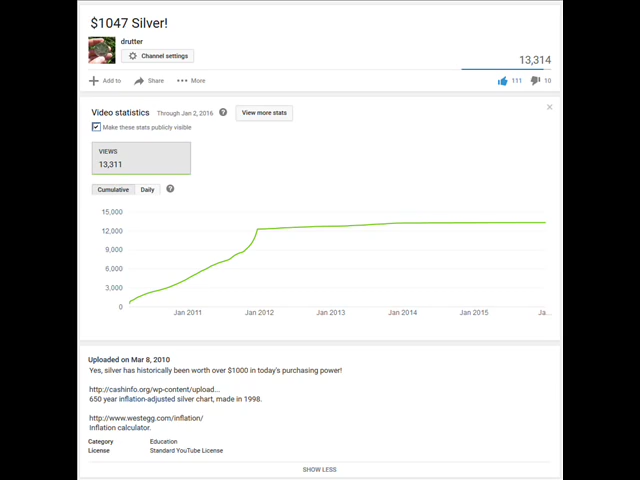 $1047 Silver!
drutter
Channel settings
13,314
Add to Share More 111 10
Video statistics Through Jan 2, 2016 ? View more stats
Make these stats publicly visible
VIEWS
13,311
Cumulative Daily ?
15,000
12,000
9,000
6,000
3,000
0
Jan 2011 Jan 2012 Jan 2013 Jan 2014 Jan 2015 Ja...
Uploaded on Mar 8, 2010
Yes, silver has historically been worth over $1000 in today's purchasing power!
http://cashinfo.org/wp-content/upload...
650 year inflation-adjusted silver chart, made in 1998.
http://www.westegg.com/inflation/
Inflation calculator.
Category Education
License Standard YouTube License
SHOW LESS